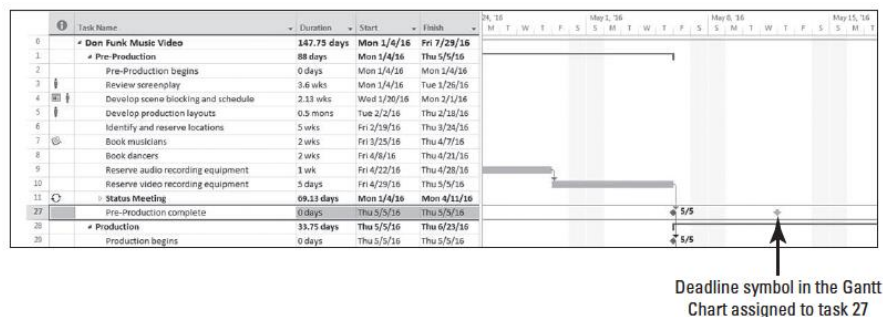 24, '16 May 1, '16 May 8, '16 May 15, '16
Task Name Duration Start Finish M T W T F S S M T W T F S S M T W T F S S M T
0 Don Funk Music Video 147.75 days Mon 1/4/16 Fri 7/29/16
1 Pre-Production 88 days Mon 1/4/16 Thu 5/5/16
2 Pre-Production begins 0 days Mon 1/4/16 Mon 1/4/16
3 Review screenplay 3.6 wks Mon 1/4/16 Tue 1/26/16
4 Develop scene blocking and schedule 2.13 wks Wed 1/20/16 Mon 2/1/16
5 Develop production layouts 0.5 mons Tue 2/2/16 Thu 2/18/16
6 Identify and reserve locations 5 wks Fri 2/19/16 Thu 3/24/16
7 Book musicians 2 wks Fri 3/25/16 Thu 4/7/16
8 Book dancers 2 wks Fri 4/8/16 Thu 4/21/16
9 Reserve audio recording equipment 1 wk Fri 4/22/16 Thu 4/28/16
10 Reserve video recording equipment 5 days Fri 4/29/16 Thu 5/5/16
11 Status Meeting 69.13 days Mon 1/4/16 Mon 4/11/16
27 Pre-Production complete 0 days Thu 5/5/16 Thu 5/5/16 5/5
28 Production 33.75 days Thu 5/5/16 Thu 6/23/16
29 Production begins 0 days Thu 5/5/16 Thu 5/5/16 5/5
Deadline symbol in the Gantt
Chart assigned to task 27